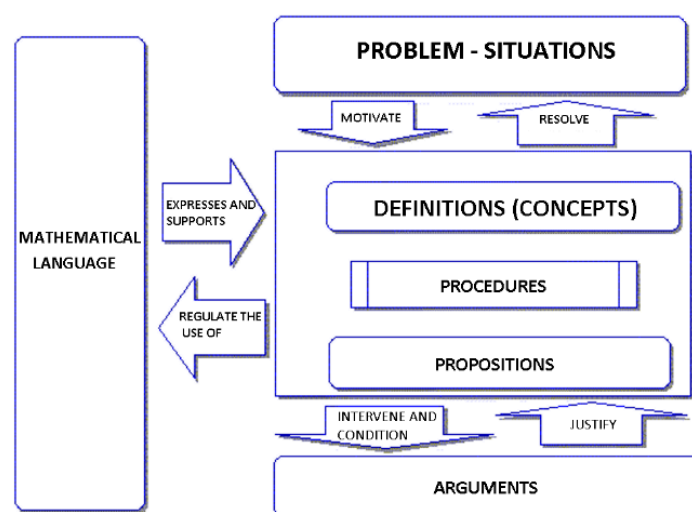 PROBLEM - SITUATIONS
MOTIVATE
RESOLVE
EXPRESSES AND
SUPPORTS
DEFINITIONS (CONCEPTS)
MATHEMATICAL
LANGUAGE
PROCEDURES
REGULATE THE
USE OF
PROPOSITIONS
INTERVENE AND
CONDITION
JUSTIFY
ARGUMENTS